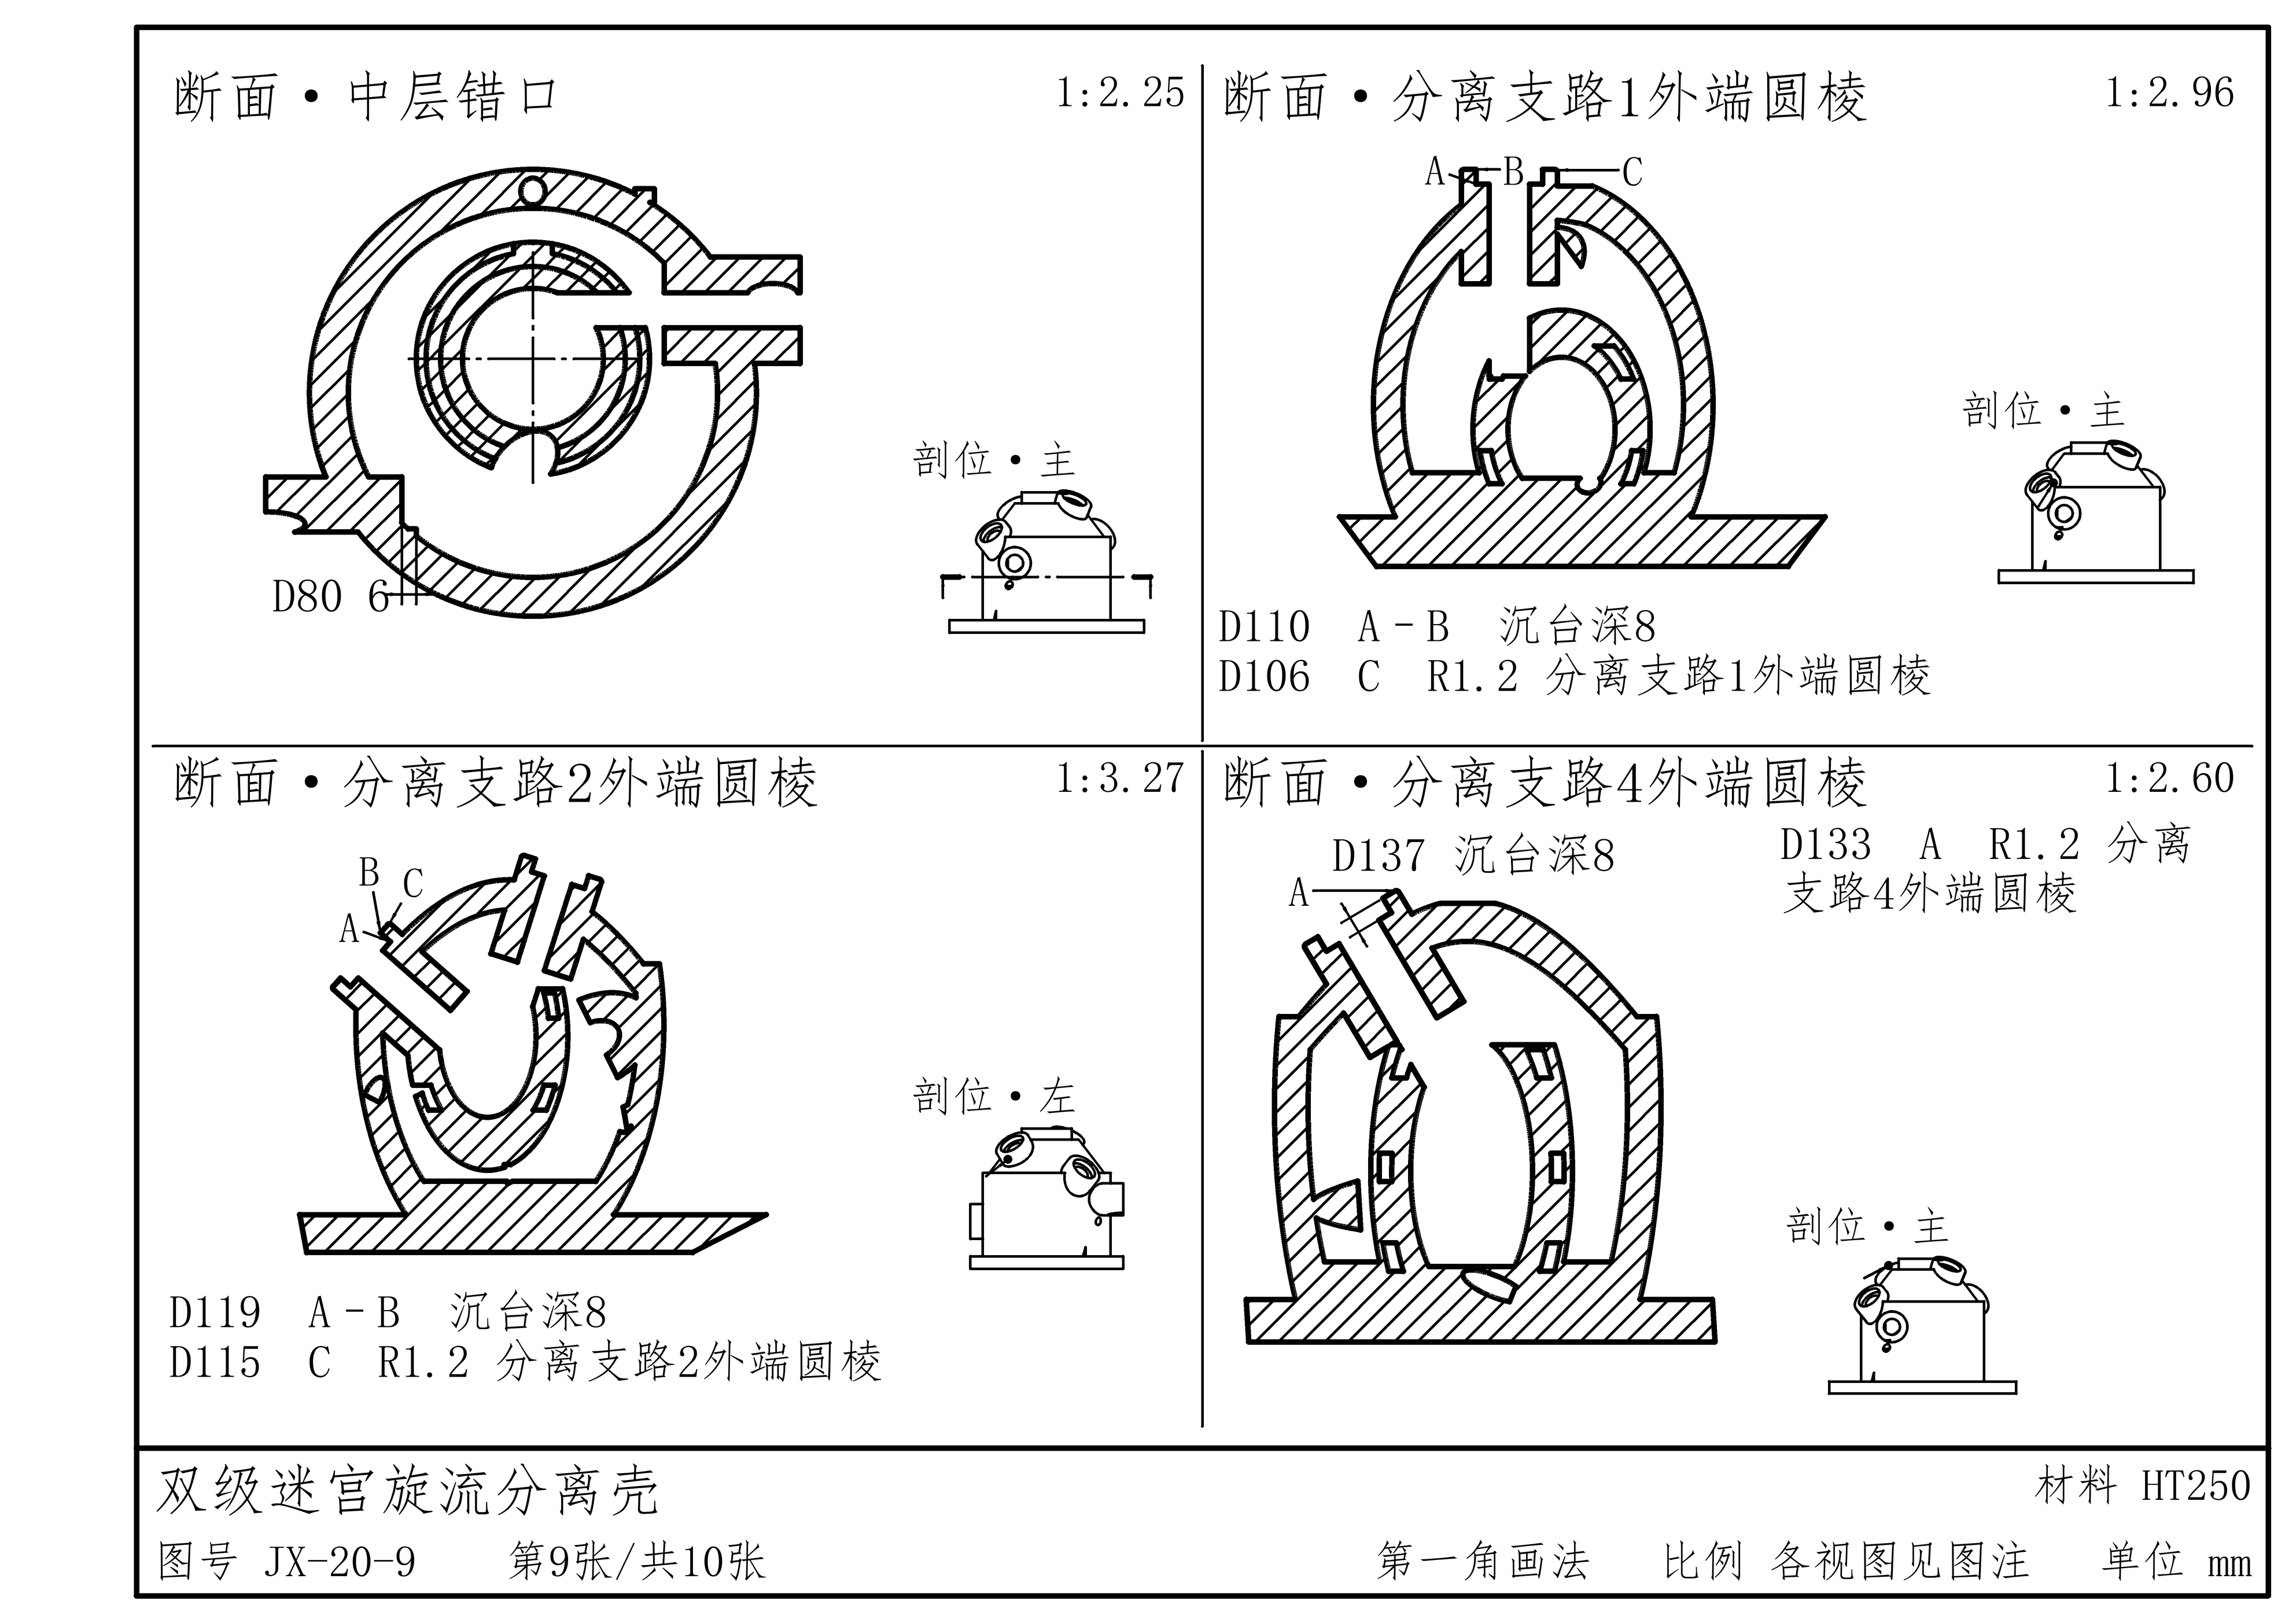 断面·中层错口 1:2.25
剖位·主
D80 6
断面·分离支路1外端圆棱 1:2.96
A B C
剖位·主
D110 A-B 沉台深8
D106 C R1.2 分离支路1外端圆棱
断面·分离支路2外端圆棱 1:3.27
B C
A
剖位·左
D119 A-B 沉台深8
D115 C R1.2 分离支路2外端圆棱
断面·分离支路4外端圆棱 1:2.60
D137 沉台深8
D133 A R1.2 分离
支路4外端圆棱
A
剖位·主
双级迷宫旋流分离壳 材料 HT250
图号 JX-20-9 第9张/共10张 第一角画法 比例 各视图见图注 单位 mm